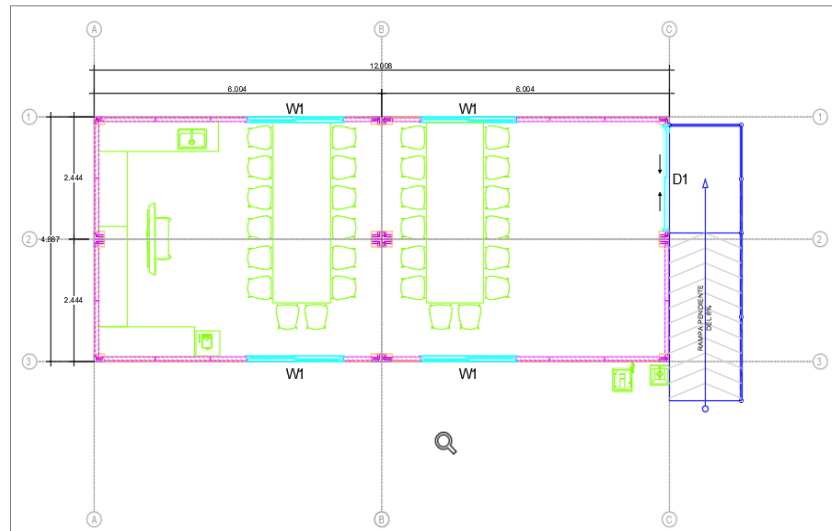 A
B
C
12.008
6.004
6.004
W1
W1
1
1
2.444
D1
4.887
2
2
2.444
RAMPA PENDIENTE
DEL 6%
3
3
W1
W1
A
B
C